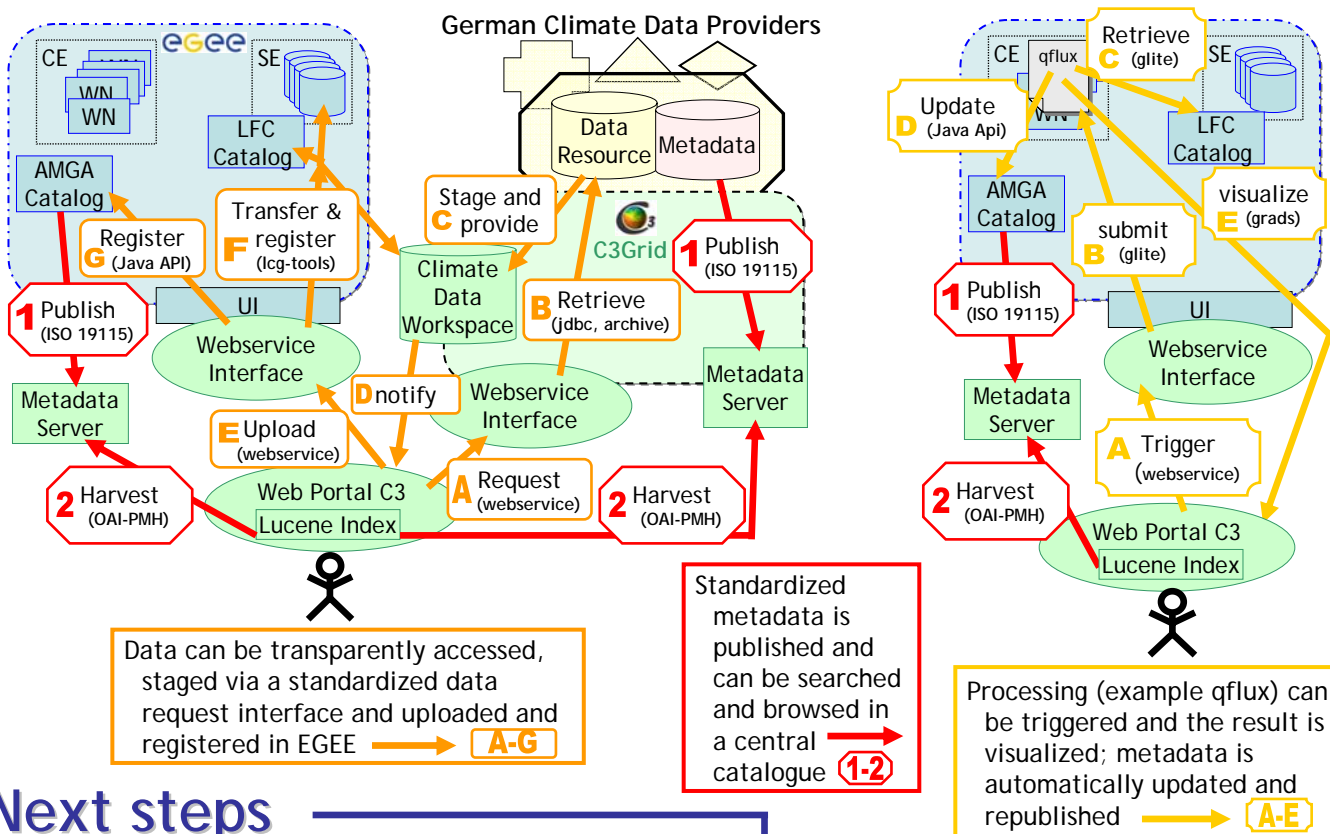 German Climate Data Providers
eGee
CE
WN
WN
WN
SE
LFC
Catalog
AMGA
Catalog
Data
Resource
Metadata
C Stage and
provide
Transfer &
F register
(lcg-tools)
Register
G (Java API)
C3Grid
1 Publish
(ISO 19115)
Climate
Data
Workspace
B Retrieve
(jdbc, archive)
1 Publish
(ISO 19115)
UI
Webservice
Interface
Metadata
Server
D notify
Webservice
Interface
Metadata
Server
E Upload
(webservice)
A Request
(webservice)
2 Harvest
(OAI-PMH)
Web Portal C3
Lucene Index
2 Harvest
(OAI-PMH)
Data can be transparently accessed,
staged via a standardized data
request interface and uploaded and
registered in EGEE A-G
Standardized
metadata is
published and
can be searched
and browsed in
a central
catalogue 1-2
CE
qflux
WN
Retrieve
C (glite)
SE
D Update
(Java Api)
LFC
Catalog
AMGA
Catalog
submit
B (glite)
visualize
E (grads)
1 Publish
(ISO 19115)
UI
Webservice
Interface
Metadata
Server
A Trigger
(webservice)
2 Harvest
(OAI-PMH)
Web Portal C3
Lucene Index
Processing (example qflux) can
be triggered and the result is
visualized; metadata is
automatically updated and
republished A-E
Next steps